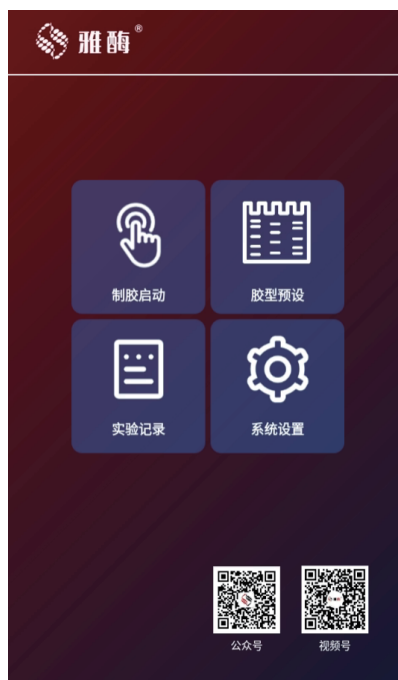 雅酶®
制胶启动
胶型预设
实验记录
系统设置
公众号
视频号